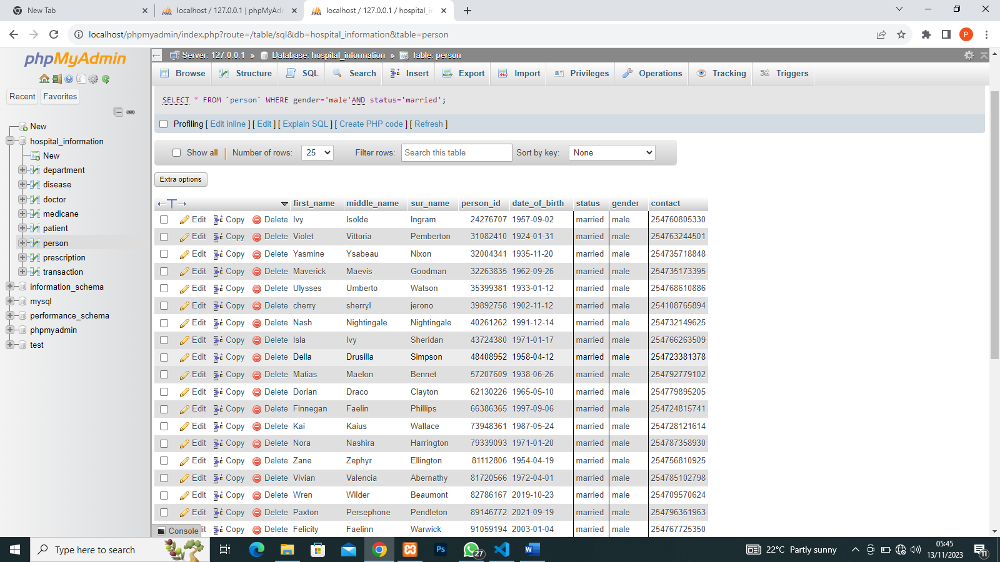 New Tab
localhost / 127.0.0.1 | phpMyAdm
localhost / 127.0.0.1 / hospital_in
localhost/phpmyadmin/index.php?route=/table/sql&db=hospital_information&table=person
P
phpMyAdmin
Recent Favorites
New
hospital_information
New
department
disease
doctor
medicane
patient
person
prescription
transaction
information_schema
mysql
performance_schema
phpmyadmin
test
Server: 127.0.0.1 » Database: hospital_information » Table: person
Browse Structure SQL Search Insert Export Import Privileges Operations Tracking Triggers
SELECT * FROM `person` WHERE gender='male'AND status='married';
Profiling [ Edit inline ] [ Edit ] [ Explain SQL ] [ Create PHP code ] [ Refresh ]
Show all Number of rows: 25 Filter rows: Search this table Sort by key: None
Extra options
first_name middle_name sur_name person_id date_of_birth status gender contact
Edit Copy Delete Ivy Isolde Ingram 24276707 1957-09-02 married male 254760805330
Edit Copy Delete Violet Vittoria Pemberton 31082410 1924-01-31 married male 254763244501
Edit Copy Delete Yasmine Ysabeau Nixon 32004341 1935-11-20 married male 254735718848
Edit Copy Delete Maverick Maevis Goodman 32263835 1962-09-26 married male 254735173395
Edit Copy Delete Ulysses Umberto Watson 35399381 1933-01-12 married male 254768610886
Edit Copy Delete cherry sherryl jerono 39892758 1902-11-12 married male 254108765894
Edit Copy Delete Nash Nightingale Nightingale 40261262 1991-12-14 married male 254732149625
Edit Copy Delete Isla Ivy Sheridan 43724380 1971-01-17 married male 254766263509
Edit Copy Delete Della Drusilla Simpson 48408952 1958-04-12 married male 254723381378
Edit Copy Delete Matias Maelon Bennet 57207609 1938-06-26 married male 254792779102
Edit Copy Delete Dorian Draco Clayton 62130226 1965-05-10 married male 254779895205
Edit Copy Delete Finnegan Faelin Phillips 66386365 1997-09-06 married male 254724815741
Edit Copy Delete Kai Kaius Wallace 73948361 1987-05-24 married male 254728121614
Edit Copy Delete Nora Nashira Harrington 79339093 1971-01-20 married male 254787358930
Edit Copy Delete Zane Zephyr Ellington 81112806 1954-04-19 married male 254756810925
Edit Copy Delete Vivian Valencia Abernathy 81720566 1972-04-01 married male 254785102798
Edit Copy Delete Wren Wilder Beaumont 82786167 2019-10-23 married male 254709570624
Edit Copy Delete Paxton Persephone Pendleton 89146772 2021-09-19 married male 254796361963
Copy Delete Felicity Faelinn Warwick 91059194 2003-01-04 married male 254767725350
Console
Type here to search
27
22°C Partly sunny
05:45
13/11/2023
11